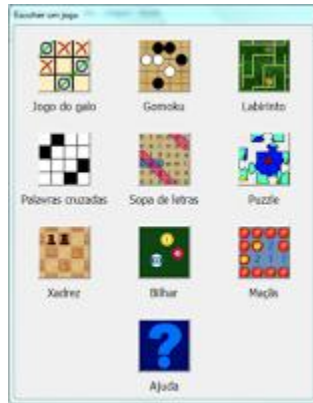 Escolher um jogo
Jogo do galo Gomoku Labirinto
Palavras cruzadas Sopa de letras Puzzle
Xadrez Bilhar Maçãs
Ajuda